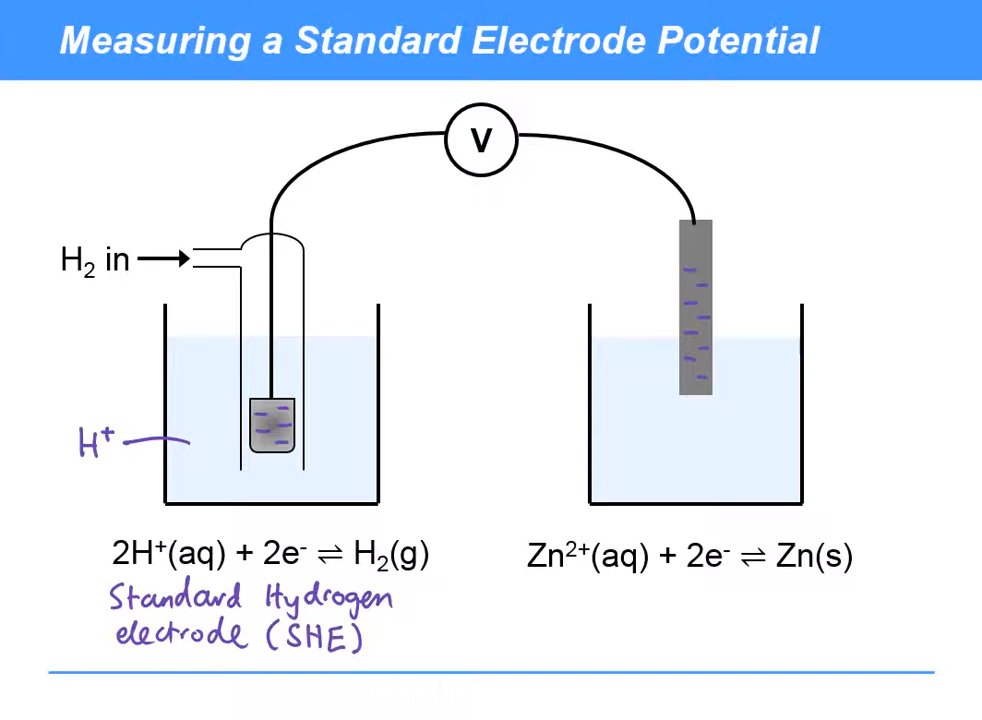 Measuring a Standard Electrode Potential
V
H₂ in
H⁺
2H⁺(aq) + 2e⁻ ⇌ H₂(g)
Zn²⁺(aq) + 2e⁻ ⇌ Zn(s)
Standard Hydrogen
electrode (SHE)